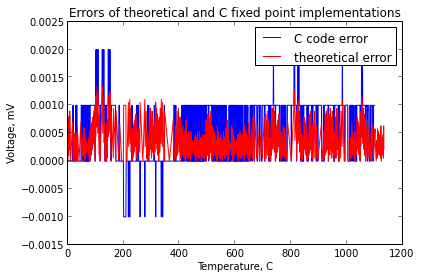 Errors of theoretical and C fixed point implementations
0.0025
0.0020
0.0015
0.0010
0.0005
0.0000
−0.0005
−0.0010
−0.0015
Voltage, mV
C code error
theoretical error
0 200 400 600 800 1000 1200
Temperature, C